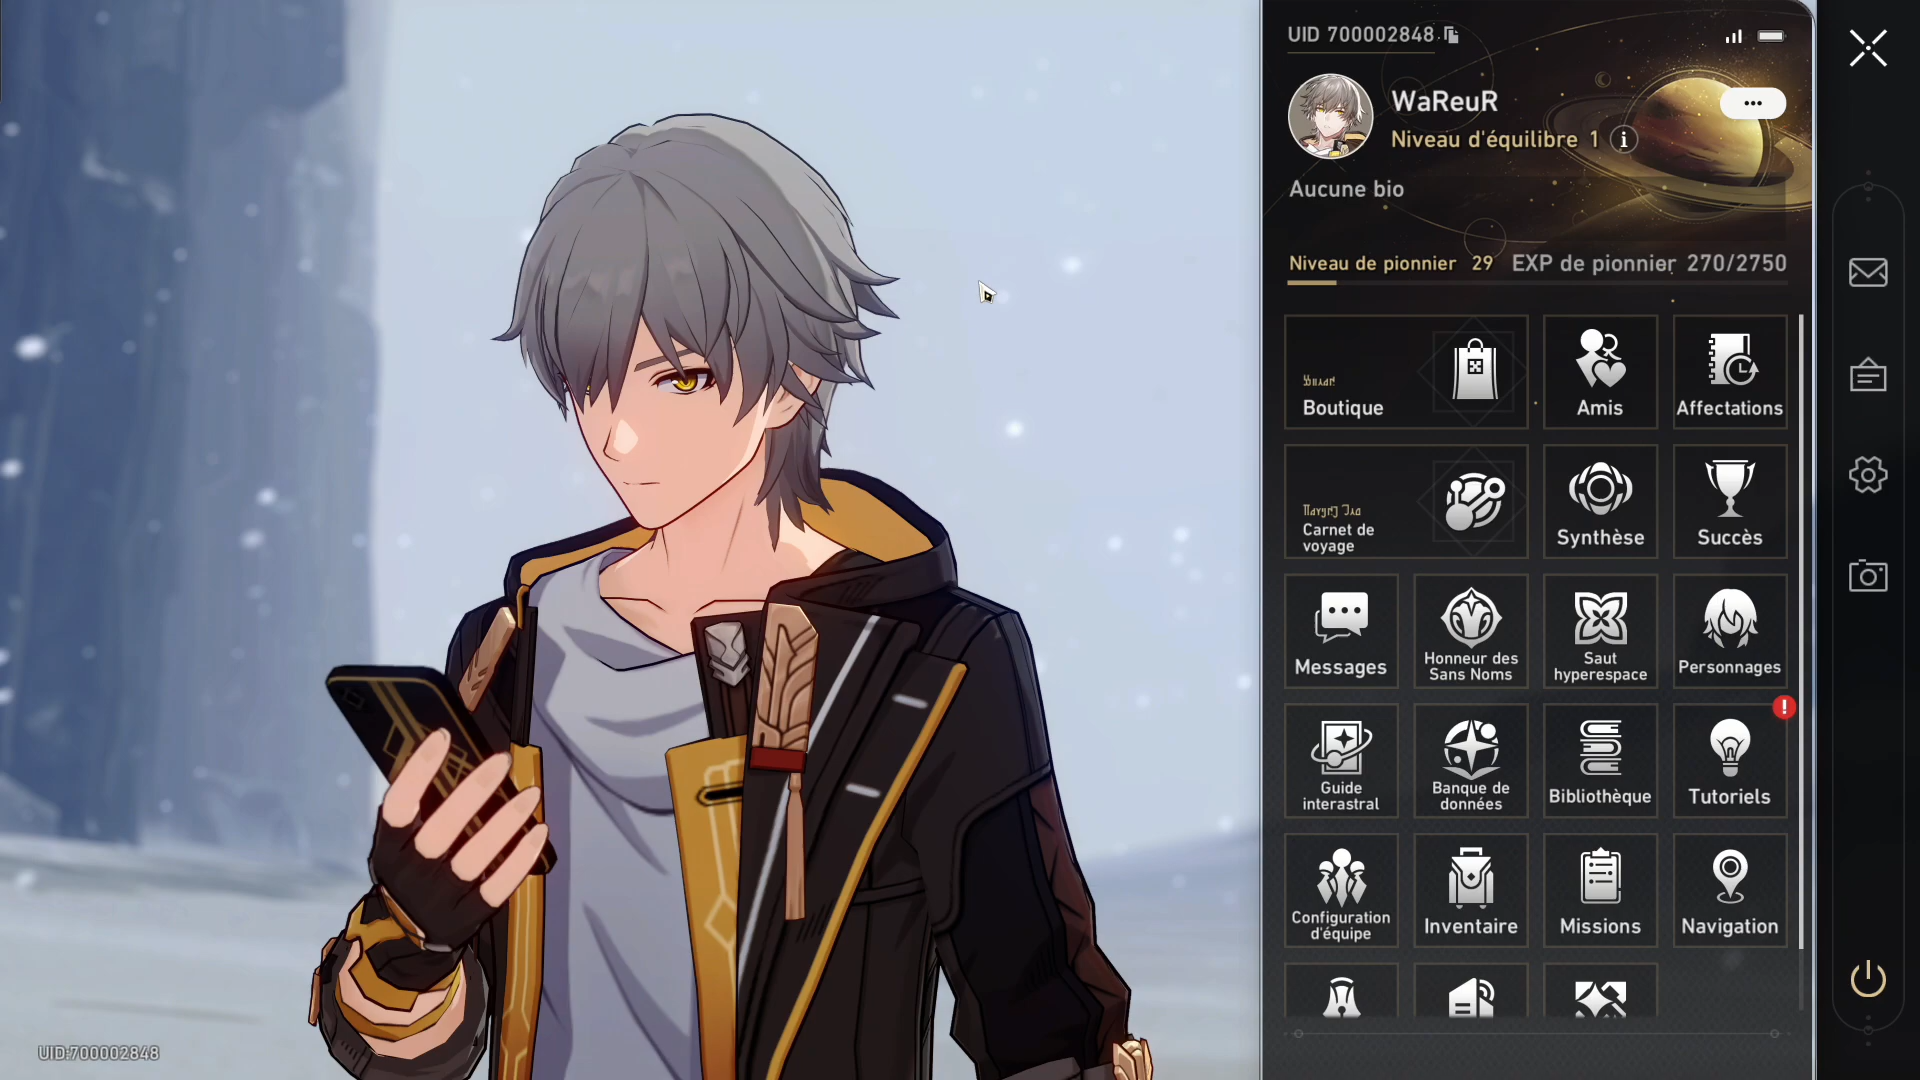 UID 700002848
WaReuR
Niveau d'équilibre 1
Aucune bio
Niveau de pionnier 29 EXP de pionnier 270/2750
Boutique
Amis
Affectations
Carnet de
voyage
Synthèse
Succès
Messages
Honneur des
Sans Noms
Saut
hyperespace
Personnages
Guide
interastral
Banque de
données
Bibliothèque
Tutoriels
Configuration
d'équipe
Inventaire
Missions
Navigation
UID:700002848